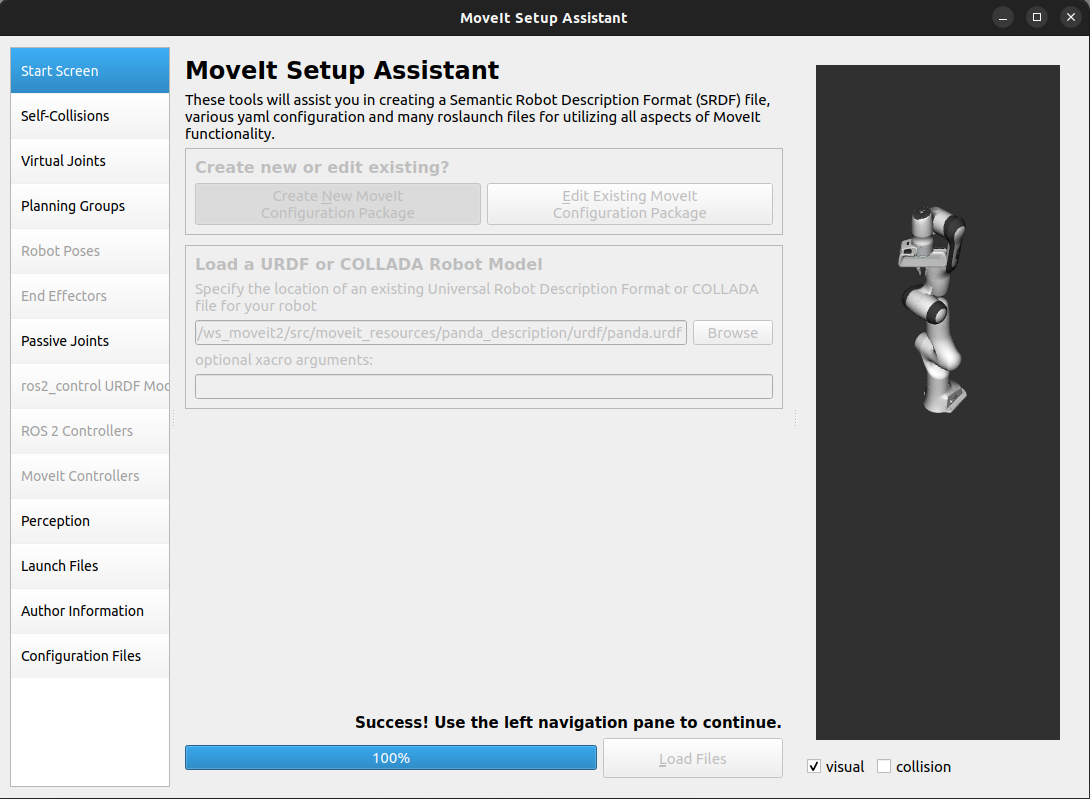 MoveIt Setup Assistant
Start Screen
Self-Collisions
Virtual Joints
Planning Groups
Robot Poses
End Effectors
Passive Joints
ros2_control URDF Moc
ROS 2 Controllers
MoveIt Controllers
Perception
Launch Files
Author Information
Configuration Files
MoveIt Setup Assistant
These tools will assist you in creating a Semantic Robot Description Format (SRDF) file,
various yaml configuration and many roslaunch files for utilizing all aspects of MoveIt
functionality.
Create new or edit existing?
Create New MoveIt
Configuration Package
Edit Existing MoveIt
Configuration Package
Load a URDF or COLLADA Robot Model
Specify the location of an existing Universal Robot Description Format or COLLADA
file for your robot
/ws_moveit2/src/moveit_resources/panda_description/urdf/panda.urdf
Browse
optional xacro arguments:
Success! Use the left navigation pane to continue.
100%
Load Files
visual
collision